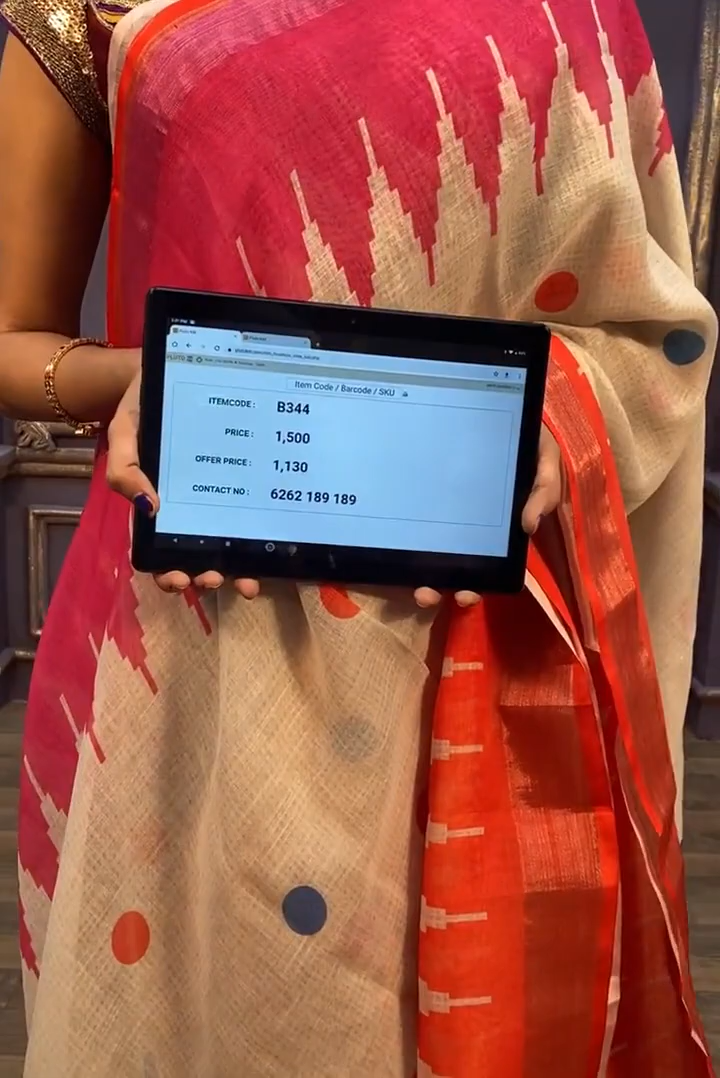 Item Code / Barcode / SKU
ITEMCODE : B344
PRICE : 1,500
OFFER PRICE : 1,130
CONTACT NO : 6262 189 189